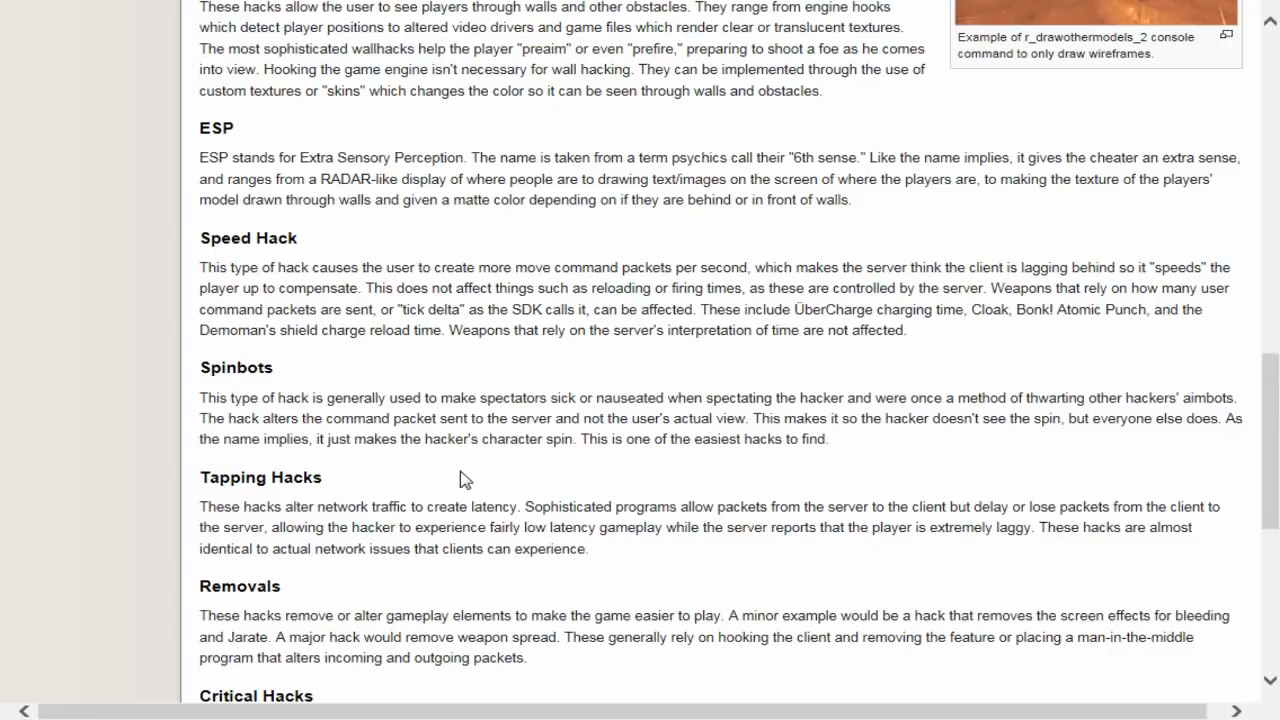 These hacks allow the user to see players through walls and other obstacles. They range from engine hooks
which detect player positions to altered video drivers and game files which render clear or translucent textures.
The most sophisticated wallhacks help the player "preaim" or even "prefire," preparing to shoot a foe as he comes
into view. Hooking the game engine isn't necessary for wall hacking. They can be implemented through the use of
custom textures or "skins" which changes the color so it can be seen through walls and obstacles.
Example of r_drawothermodels_2 console
command to only draw wireframes.
ESP
ESP stands for Extra Sensory Perception. The name is taken from a term psychics call their "6th sense." Like the name implies, it gives the cheater an extra sense,
and ranges from a RADAR-like display of where people are to drawing text/images on the screen of where the players are, to making the texture of the players'
model drawn through walls and given a matte color depending on if they are behind or in front of walls.
Speed Hack
This type of hack causes the user to create more move command packets per second, which makes the server think the client is lagging behind so it "speeds" the
player up to compensate. This does not affect things such as reloading or firing times, as these are controlled by the server. Weapons that rely on how many user
command packets are sent, or "tick delta" as the SDK calls it, can be affected. These include ÜberCharge charging time, Cloak, Bonk! Atomic Punch, and the
Demoman's shield charge reload time. Weapons that rely on the server's interpretation of time are not affected.
Spinbots
This type of hack is generally used to make spectators sick or nauseated when spectating the hacker and were once a method of thwarting other hackers' aimbots.
The hack alters the command packet sent to the server and not the user's actual view. This makes it so the hacker doesn't see the spin, but everyone else does. As
the name implies, it just makes the hacker's character spin. This is one of the easiest hacks to find.
Tapping Hacks
These hacks alter network traffic to create latency. Sophisticated programs allow packets from the server to the client but delay or lose packets from the client to
the server, allowing the hacker to experience fairly low latency gameplay while the server reports that the player is extremely laggy. These hacks are almost
identical to actual network issues that clients can experience.
Removals
These hacks remove or alter gameplay elements to make the game easier to play. A minor example would be a hack that removes the screen effects for bleeding
and Jarate. A major hack would remove weapon spread. These generally rely on hooking the client and removing the feature or placing a man-in-the-middle
program that alters incoming and outgoing packets.
Critical Hacks